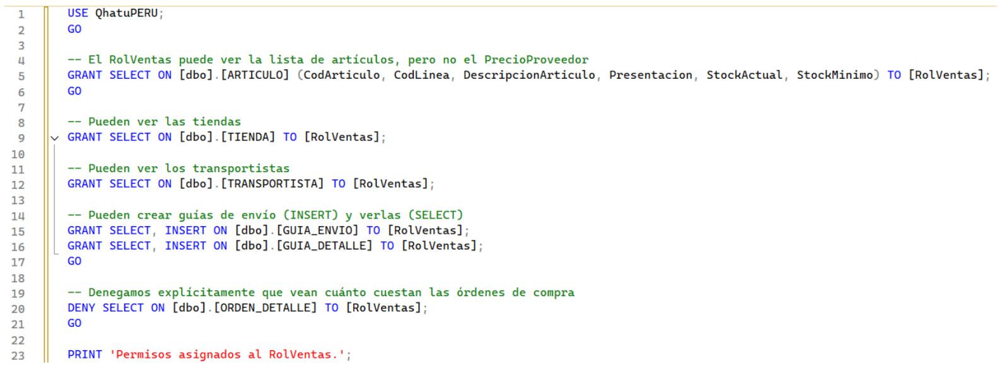 1 USE QhatuPERU;
2 GO
3
4 -- El RolVentas puede ver la lista de artículos, pero no el PrecioProveedor
5 GRANT SELECT ON [dbo].[ARTICULO] (CodArticulo, CodLinea, DescripcionArticulo, Presentacion, StockActual, StockMinimo) TO [RolVentas];
6 GO
7
8 -- Pueden ver las tiendas
9 GRANT SELECT ON [dbo].[TIENDA] TO [RolVentas];
10
11 -- Pueden ver los transportistas
12 GRANT SELECT ON [dbo].[TRANSPORTISTA] TO [RolVentas];
13
14 -- Pueden crear guías de envío (INSERT) y verlas (SELECT)
15 GRANT SELECT, INSERT ON [dbo].[GUIA_ENVIO] TO [RolVentas];
16 GRANT SELECT, INSERT ON [dbo].[GUIA_DETALLE] TO [RolVentas];
17 GO
18
19 -- Denegamos explícitamente que vean cuánto cuestan las órdenes de compra
20 DENY SELECT ON [dbo].[ORDEN_DETALLE] TO [RolVentas];
21 GO
22
23 PRINT 'Permisos asignados al RolVentas.';